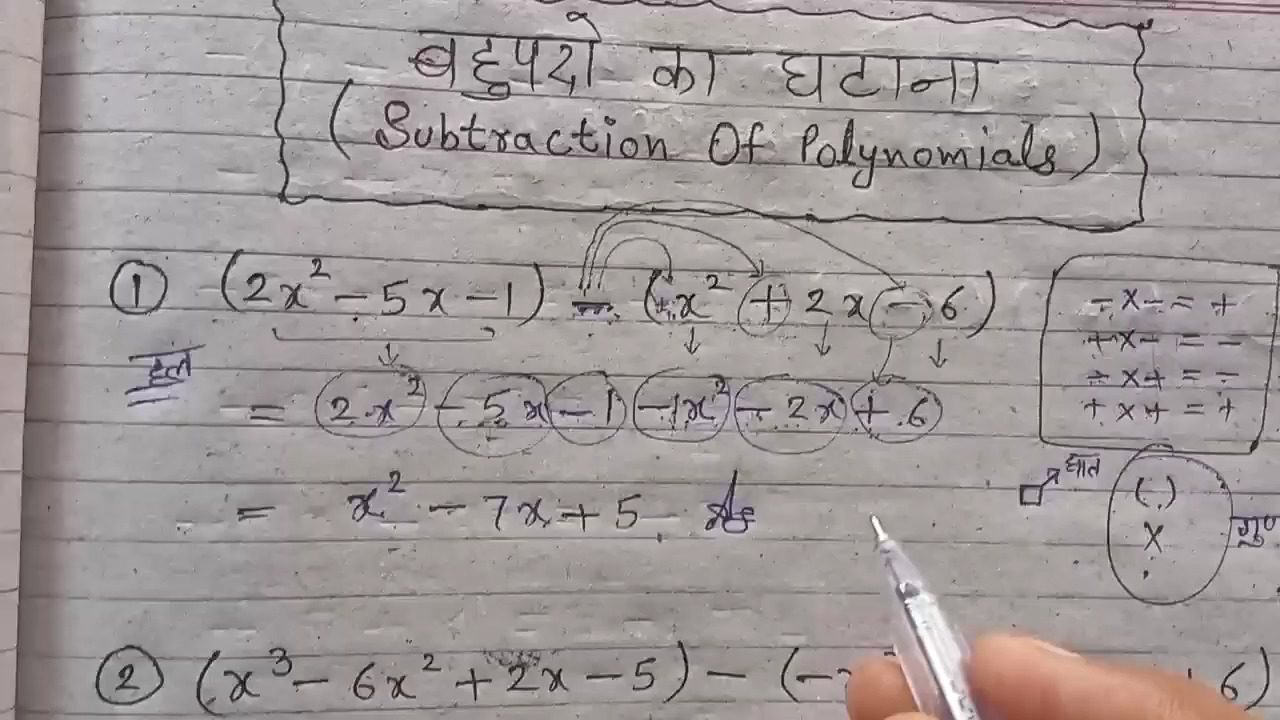 बहुपदो का घटाना
(Subtraction Of Polynomials)
① (2x² - 5x - 1) - (+x² + 2x - 6)
हल
= 2x² - 5x - 1 - 1x² - 2x + 6
= x² - 7x + 5
- x - = +
+ x - = -
- x + = -
+ x + = +
घात
(.)
X
.
② (x³ - 6x² + 2x - 5) - (-
6)